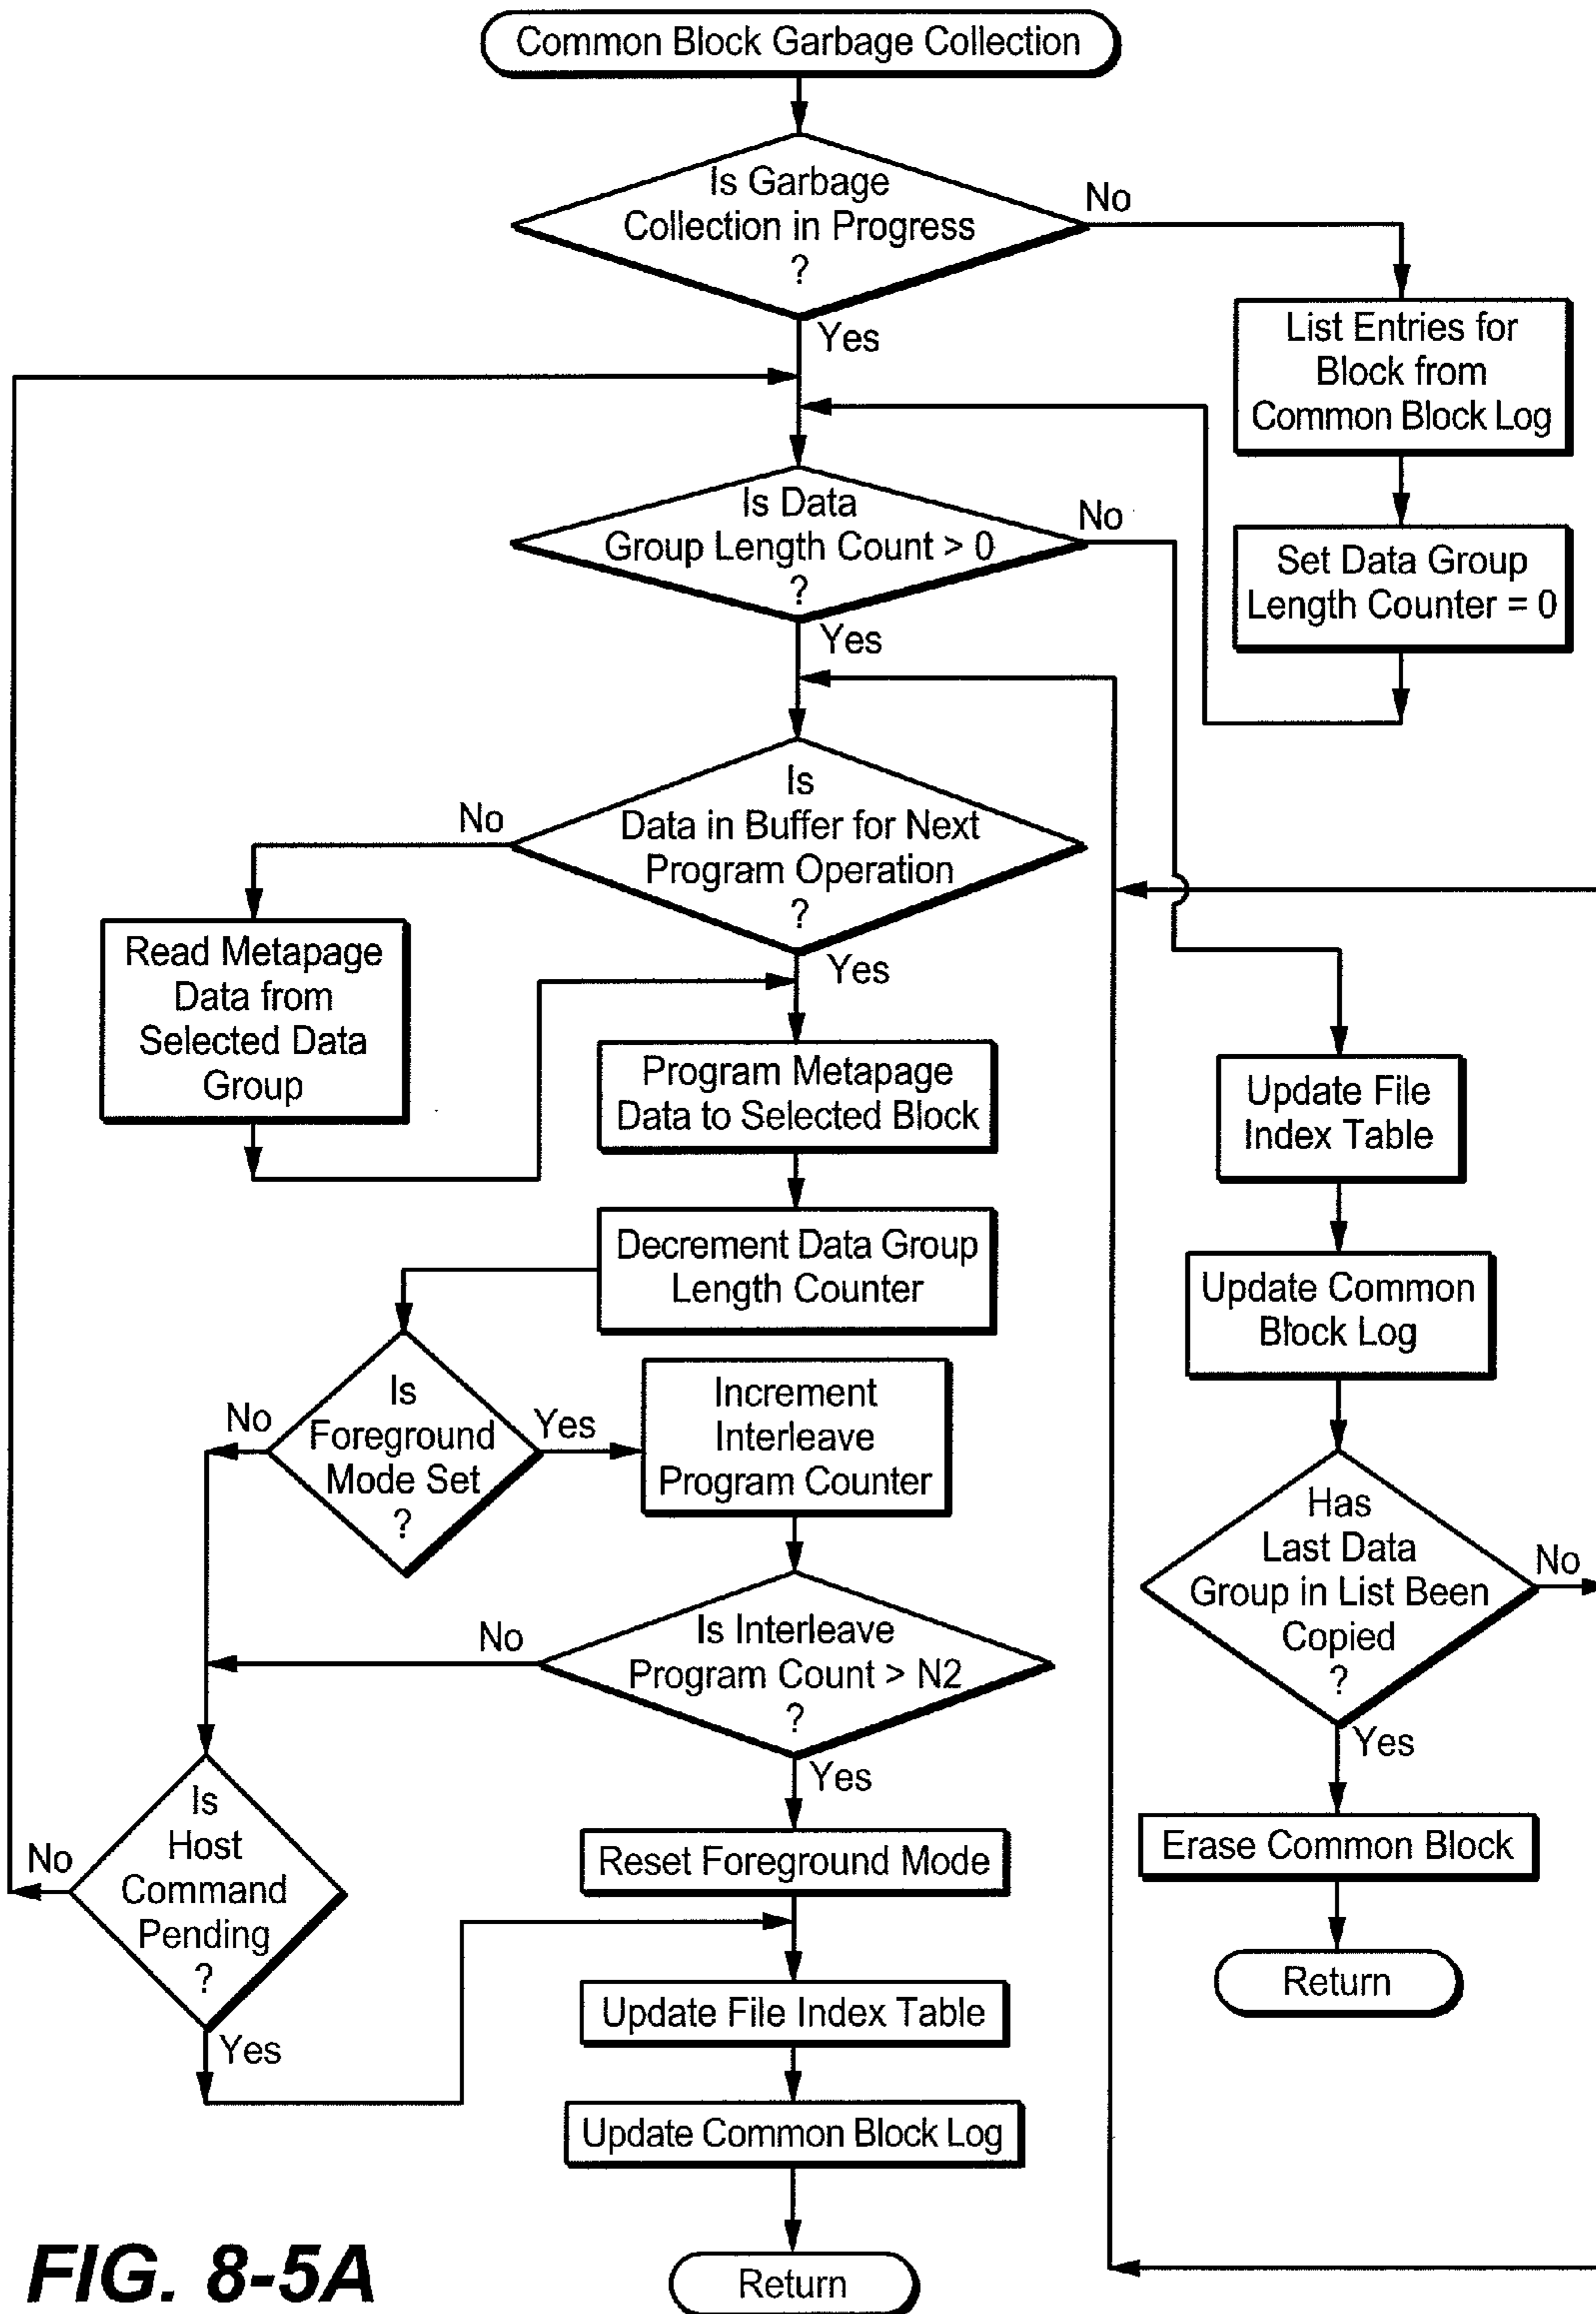 Common Block Garbage Collection
Is Garbage
Collection in Progress
?
No
Yes
List Entries for
Block from
Common Block Log
Set Data Group
Length Counter = 0
Is Data
Group Length Count > 0
?
No
Yes
Is
Data in Buffer for Next
Program Operation
?
No
Yes
Read Metapage
Data from
Selected Data
Group
Program Metapage
Data to Selected Block
Decrement Data Group
Length Counter
Is
Foreground
Mode Set
?
No
Yes
Increment
Interleave
Program Counter
Is Interleave
Program Count > N2
?
No
Yes
Is
Host
Command
Pending
?
No
Yes
Reset Foreground Mode
Update File Index Table
Update Common Block Log
Return
Update File
Index Table
Update Common
Block Log
Has
Last Data
Group in List Been
Copied
?
No
Yes
Erase Common Block
Return
FIG. 8-5A